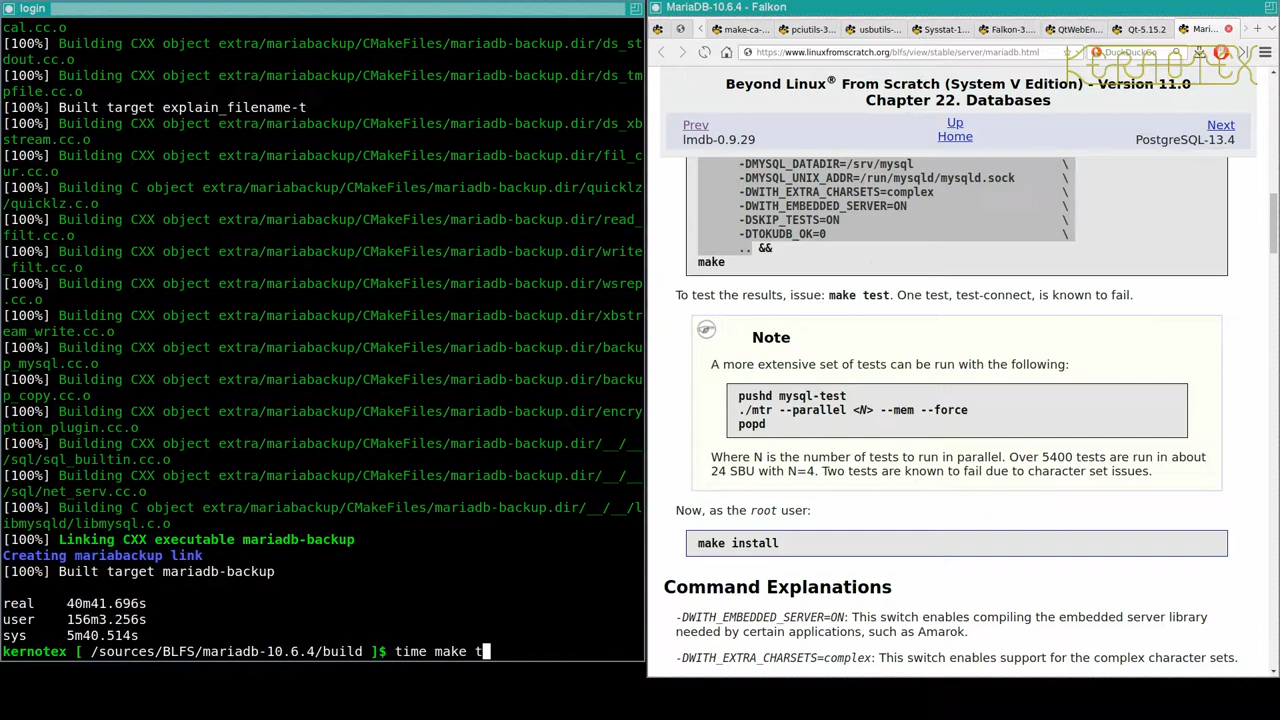 login
cal.cc.o
[100%] Building CXX object extra/mariabackup/CMakeFiles/mariadb-backup.dir/ds_st
dout.cc.o
[100%] Building CXX object extra/mariabackup/CMakeFiles/mariadb-backup.dir/ds_tm
pfile.cc.o
[100%] Built target explain_filename-t
[100%] Building CXX object extra/mariabackup/CMakeFiles/mariadb-backup.dir/ds_xb
stream.cc.o
[100%] Building CXX object extra/mariabackup/CMakeFiles/mariadb-backup.dir/fil_c
ur.cc.o
[100%] Building C object extra/mariabackup/CMakeFiles/mariadb-backup.dir/quicklz
/quicklz.c.o
[100%] Building CXX object extra/mariabackup/CMakeFiles/mariadb-backup.dir/read_
filt.cc.o
[100%] Building CXX object extra/mariabackup/CMakeFiles/mariadb-backup.dir/write
_filt.cc.o
[100%] Building CXX object extra/mariabackup/CMakeFiles/mariadb-backup.dir/wsrep
.cc.o
[100%] Building CXX object extra/mariabackup/CMakeFiles/mariadb-backup.dir/xbstr
eam_write.cc.o
[100%] Building CXX object extra/mariabackup/CMakeFiles/mariadb-backup.dir/backu
p_mysql.cc.o
[100%] Building CXX object extra/mariabackup/CMakeFiles/mariadb-backup.dir/backu
p_copy.cc.o
[100%] Building CXX object extra/mariabackup/CMakeFiles/mariadb-backup.dir/encry
ption_plugin.cc.o
[100%] Building CXX object extra/mariabackup/CMakeFiles/mariadb-backup.dir/__/__
/sql/sql_builtin.cc.o
[100%] Building CXX object extra/mariabackup/CMakeFiles/mariadb-backup.dir/__/__
/sql/net_serv.cc.o
[100%] Building C object extra/mariabackup/CMakeFiles/mariadb-backup.dir/__/__/l
ibmysqld/libmysql.c.o
[100%] Linking CXX executable mariadb-backup
Creating mariabackup link
[100%] Built target mariadb-backup
real 40m41.696s
user 156m3.256s
sys 5m40.514s
kernotex [ /sources/BLFS/mariadb-10.6.4/build ]$ time make t
MariaDB-10.6.4 - Falkon
make-ca-... pciutils-3... usbutils-... Sysstat-1... Falkon-3.... QtWebEn... Qt-5.15.2 Mari...
https://www.linuxfromscratch.org/blfs/view/stable/server/mariadb.html DuckDuckGo
KERNOTEX
Beyond Linux® From Scratch (System V Edition) - Version 11.0
Chapter 22. Databases
Prev Up Next
lmdb-0.9.29 Home PostgreSQL-13.4
-DMYSQL_DATADIR=/srv/mysql \
-DMYSQL_UNIX_ADDR=/run/mysqld/mysqld.sock \
-DWITH_EXTRA_CHARSETS=complex \
-DWITH_EMBEDDED_SERVER=ON \
-DSKIP_TESTS=ON \
-DTOKUDB_OK=0 \
.. &&
make
To test the results, issue: make test. One test, test-connect, is known to fail.
Note
A more extensive set of tests can be run with the following:
pushd mysql-test
./mtr --parallel <N> --mem --force
popd
Where N is the number of tests to run in parallel. Over 5400 tests are run in about
24 SBU with N=4. Two tests are known to fail due to character set issues.
Now, as the root user:
make install
Command Explanations
-DWITH_EMBEDDED_SERVER=ON: This switch enables compiling the embedded server library
needed by certain applications, such as Amarok.
-DWITH_EXTRA_CHARSETS=complex: This switch enables support for the complex character sets.